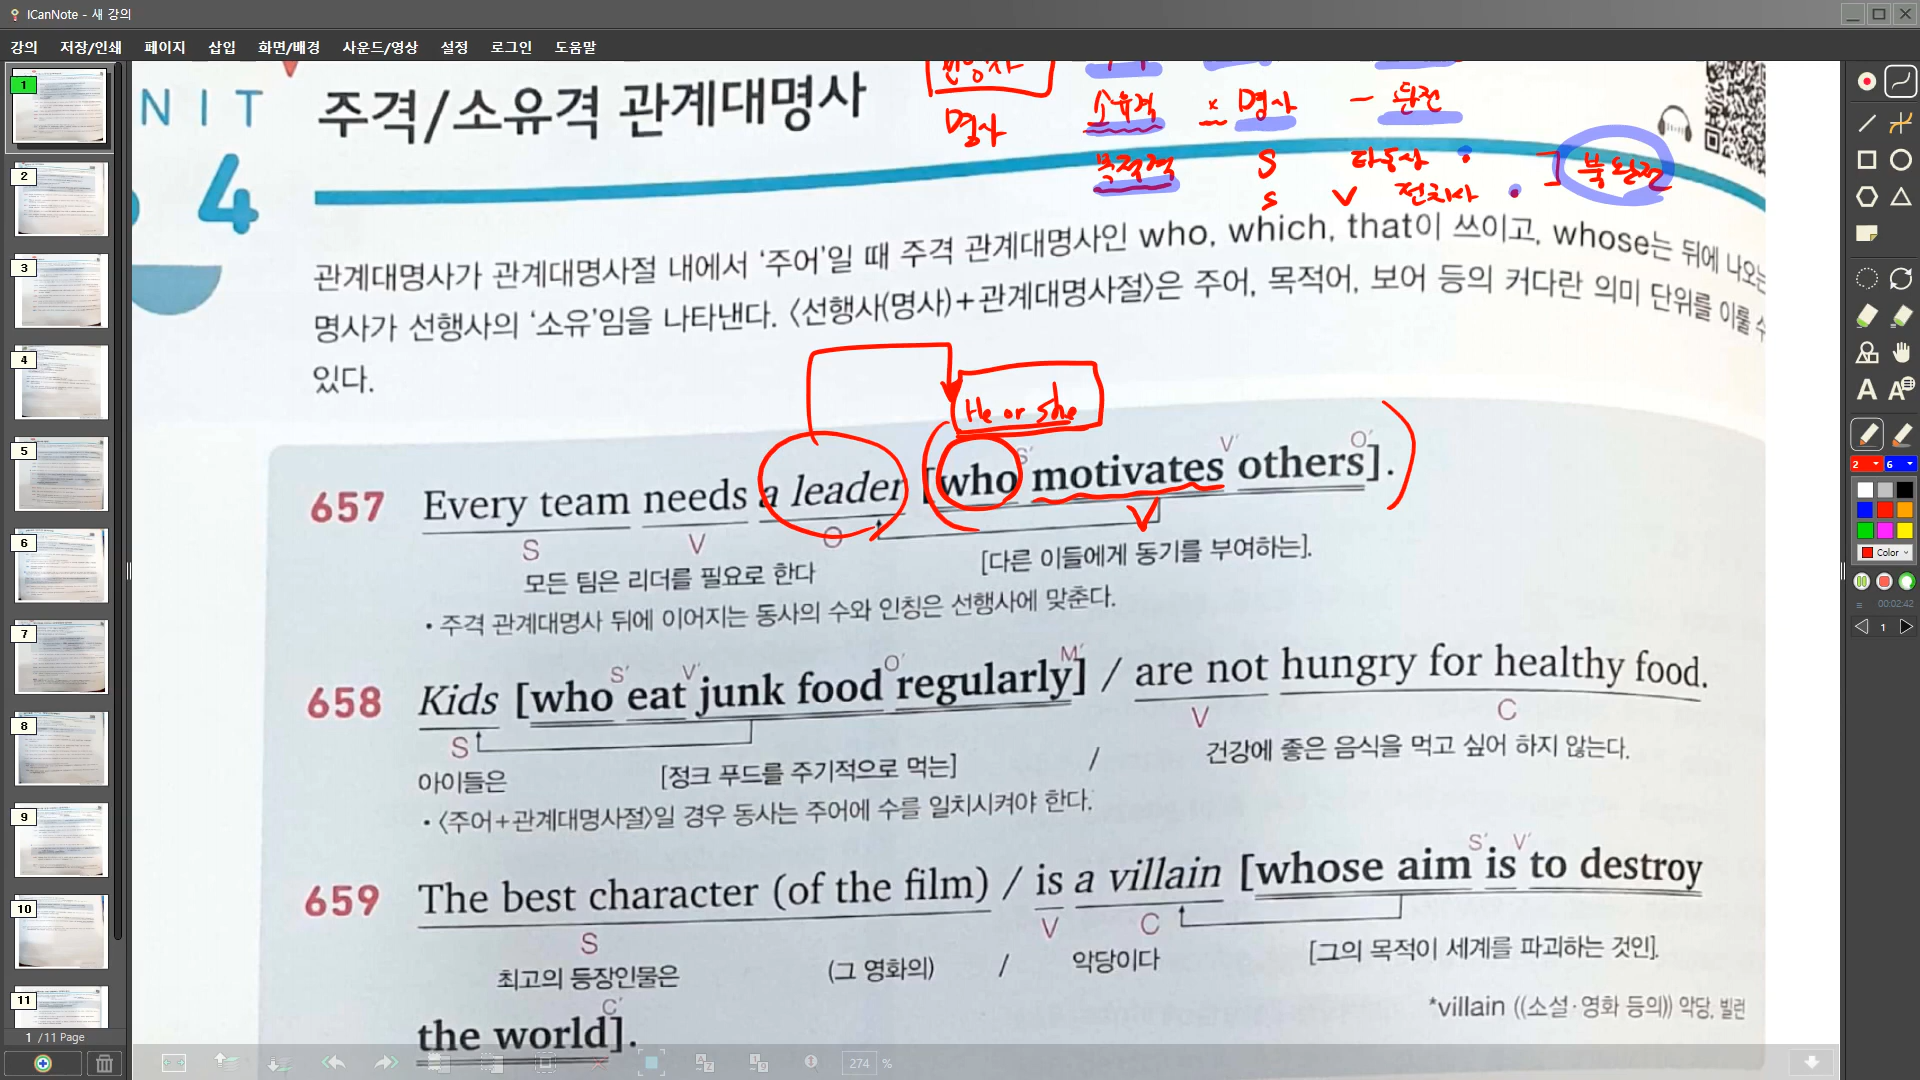 ICanNote - 새 강의
강의 저장/인쇄 페이지 삽입 화면/배경 사운드/영상 설정 로그인 도움말
NIT 주격/소유격 관계대명사
4
명사 소유격 × 명사 - 완전
목적격 S 타동사
S V 전치사
관계대명사가 관계대명사절 내에서 ‘주어’일 때 주격 관계대명사인 who, which, that이 쓰이고, whose는 뒤에 나오는
명사가 선행사의 ‘소유’임을 나타낸다. 〈선행사(명사)+관계대명사절〉은 주어, 목적어, 보어 등의 커다란 의미 단위를 이룰 수
있다.
He or she
S′ V′ O′
657 Every team needs a leader [who motivates others].
S V O V
모든 팀은 리더를 필요로 한다 [다른 이들에게 동기를 부여하는].
• 주격 관계대명사 뒤에 이어지는 동사의 수와 인칭은 선행사에 맞춘다.
S′ V′ O′ M′
658 Kids [who eat junk food regularly] / are not hungry for healthy food.
S V C
아이들은 [정크 푸드를 주기적으로 먹는] / 건강에 좋은 음식을 먹고 싶어 하지 않는다.
• 〈주어+관계대명사절〉일 경우 동사는 주어에 수를 일치시켜야 한다.
S′ V′
659 The best character (of the film) / is a villain [whose aim is to destroy
S V C
최고의 등장인물은 (그 영화의) / 악당이다 [그의 목적이 세계를 파괴하는 것인].
C′
the world].
*villain ((소설·영화 등의)) 악당, 빌런
1
2
3
4
5
6
7
8
9
10
11
1 /11 Page
274 %
A A
2 6
Color
00:02:42
1